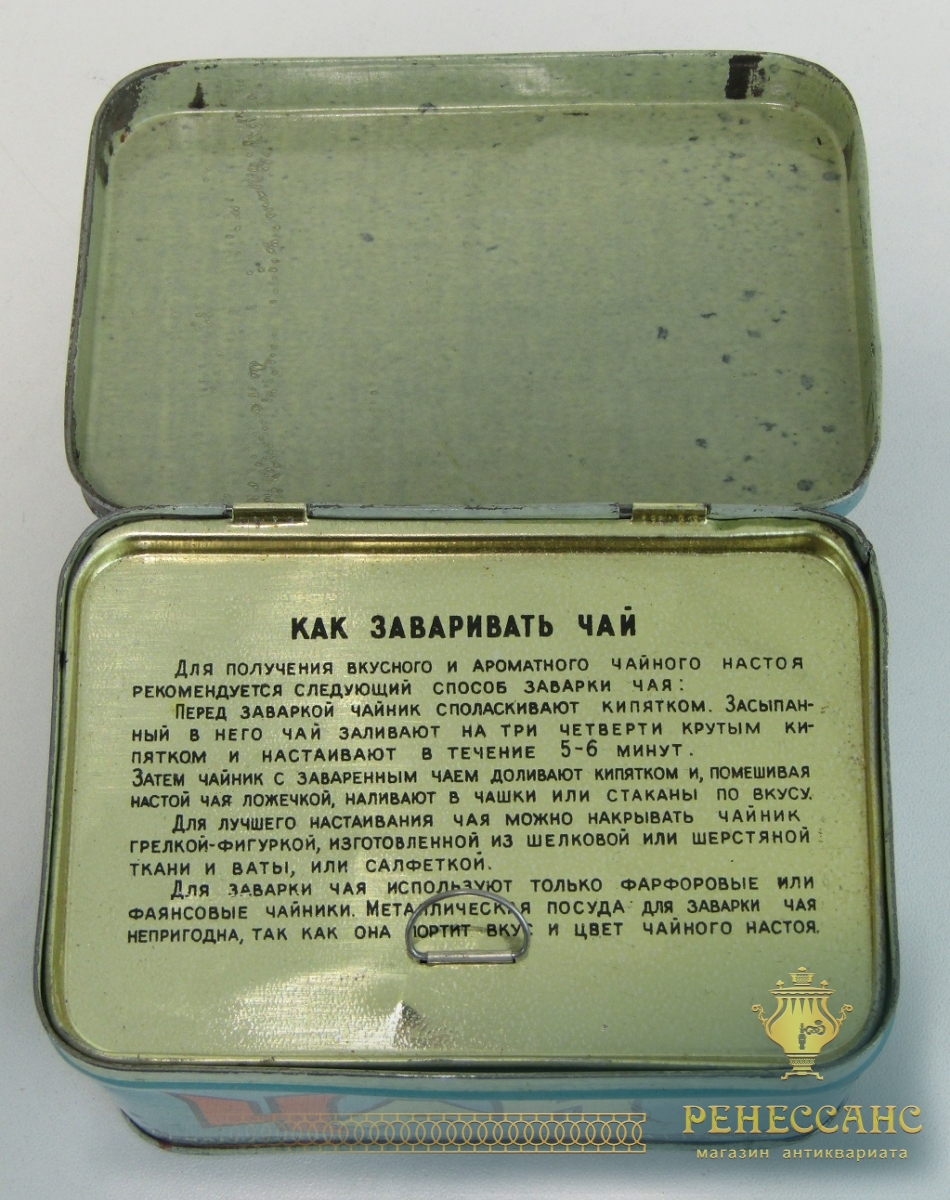 КАК ЗАВАРИВАТЬ ЧАЙ
Для получения вкусного и ароматного чайного настоя
рекомендуется следующий способ заварки чая:
Перед заваркой чайник споласкивают кипятком. Засыпан-
ный в него чай заливают на три четверти крутым ки-
пятком и настаивают в течение 5-6 минут.
Затем чайник с заваренным чаем доливают кипятком и, помешивая
настой чая ложечкой, наливают в чашки или стаканы по вкусу.
Для лучшего настаивания чая можно накрывать чайник
грелкой-фигуркой, изготовленной из шелковой или шерстяной
ткани и ваты, или салфеткой.
Для заварки чая используют только фарфоровые или
фаянсовые чайники. Металлическая посуда для заварки чая
непригодна, так как она портит вкус и цвет чайного настоя.
РЕНЕССАНС
магазин антиквариата